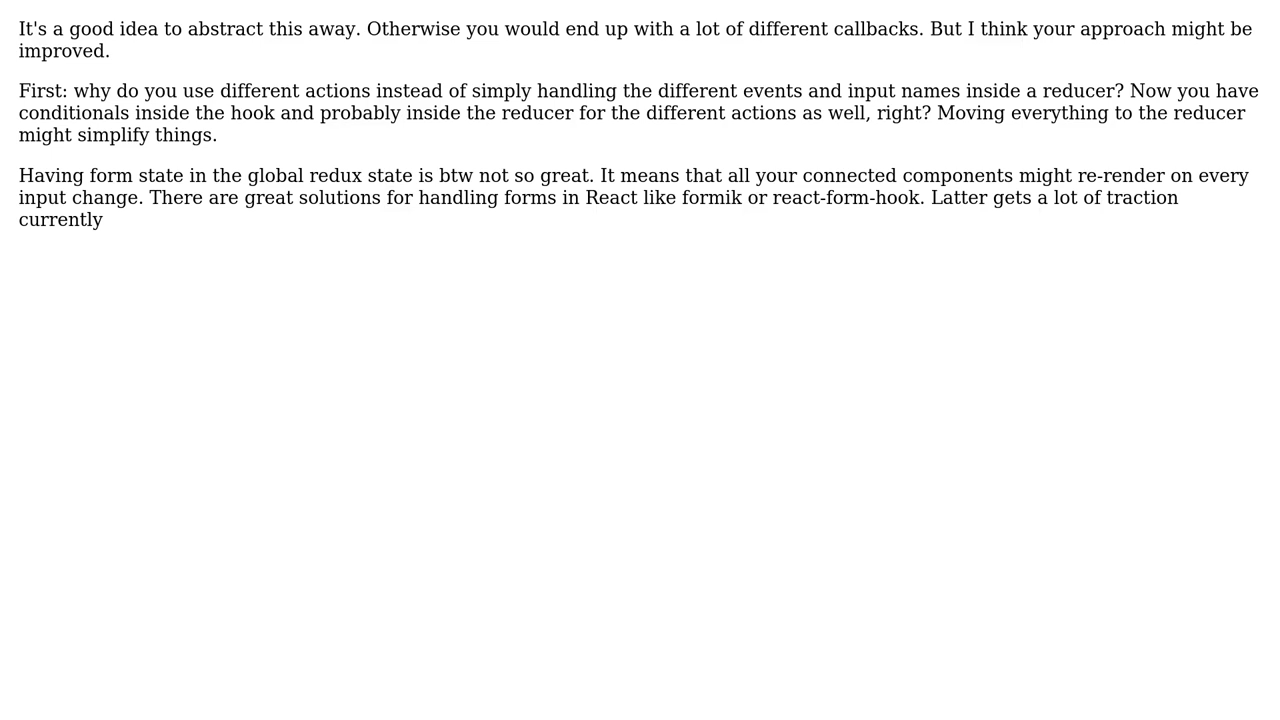 It's a good idea to abstract this away. Otherwise you would end up with a lot of different callbacks. But I think your approach might be
improved.
First: why do you use different actions instead of simply handling the different events and input names inside a reducer? Now you have
conditionals inside the hook and probably inside the reducer for the different actions as well, right? Moving everything to the reducer
might simplify things.
Having form state in the global redux state is btw not so great. It means that all your connected components might re-render on every
input change. There are great solutions for handling forms in React like formik or react-form-hook. Latter gets a lot of traction
currently